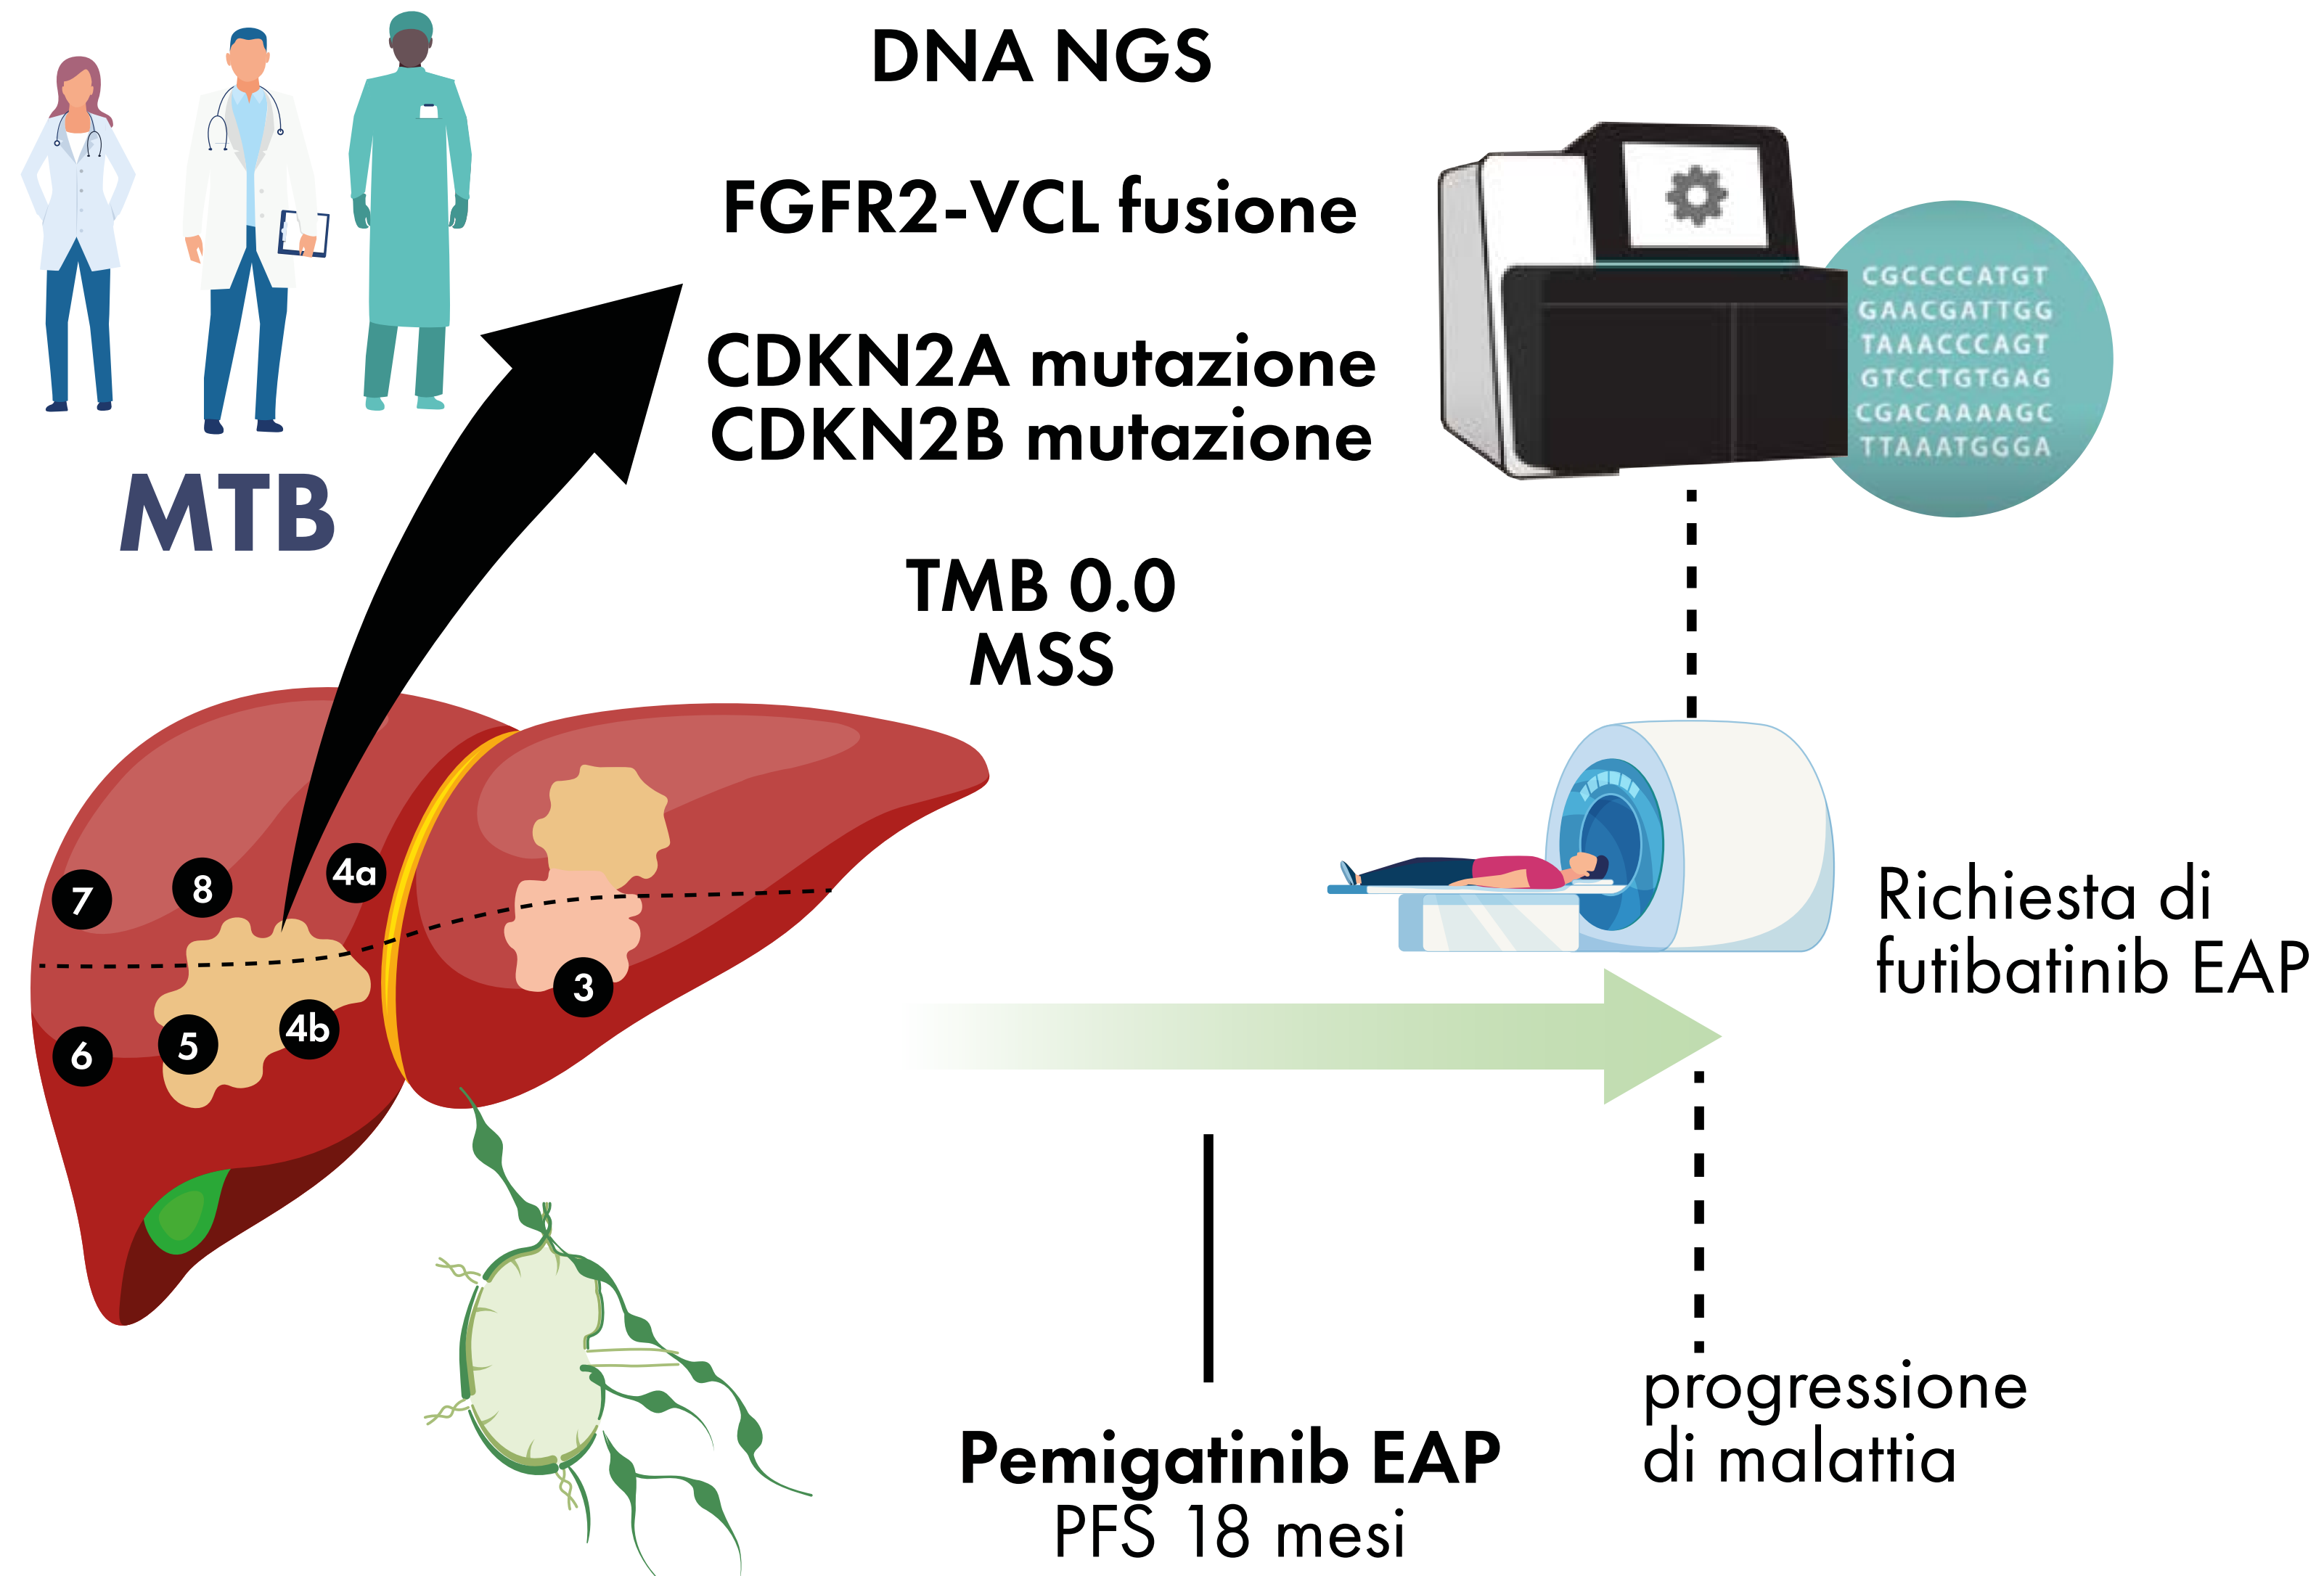 DNA NGS
FGFR2-VCL fusione
CDKN2A mutazione
CDKN2B mutazione
TMB 0.0
MSS
MTB
CGCCCCATGT
GAACGATTGG
TAAACCCAGT
GTCCTGTGAG
CGACAAAAGC
TTAAATGGGA
7
8
4a
6
5
4b
3
Richiesta di
futibatinib EAP
Pemigatinib EAP
PFS 18 mesi
progressione
di malattia